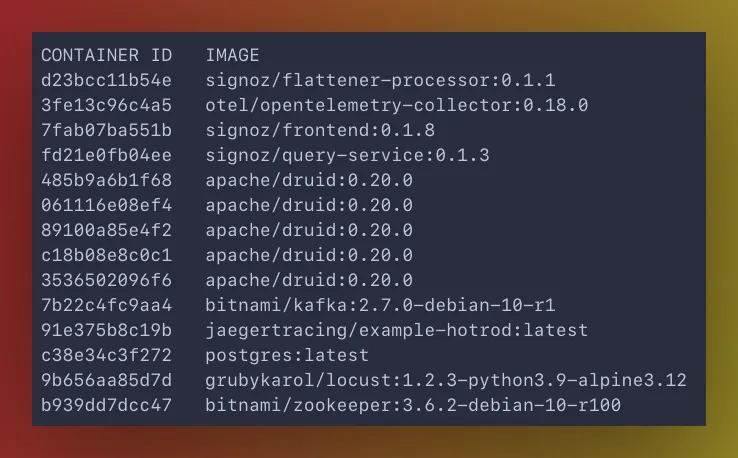 CONTAINER ID   IMAGE
d23bcc11b54e   signoz/flattener-processor:0.1.1
3fe13c96c4a5   otel/opentelemetry-collector:0.18.0
7fab07ba551b   signoz/frontend:0.1.8
fd21e0fb04ee   signoz/query-service:0.1.3
485b9a6b1f68   apache/druid:0.20.0
061116e08ef4   apache/druid:0.20.0
89100a85e4f2   apache/druid:0.20.0
c18b08e8c0c1   apache/druid:0.20.0
3536502096f6   apache/druid:0.20.0
7b22c4fc9aa4   bitnami/kafka:2.7.0-debian-10-r1
91e375b8c19b   jaegertracing/example-hotrod:latest
c38e34c3f272   postgres:latest
9b656aa85d7d   grubykarol/locust:1.2.3-python3.9-alpine3.12
b939dd7dcc47   bitnami/zookeeper:3.6.2-debian-10-r100